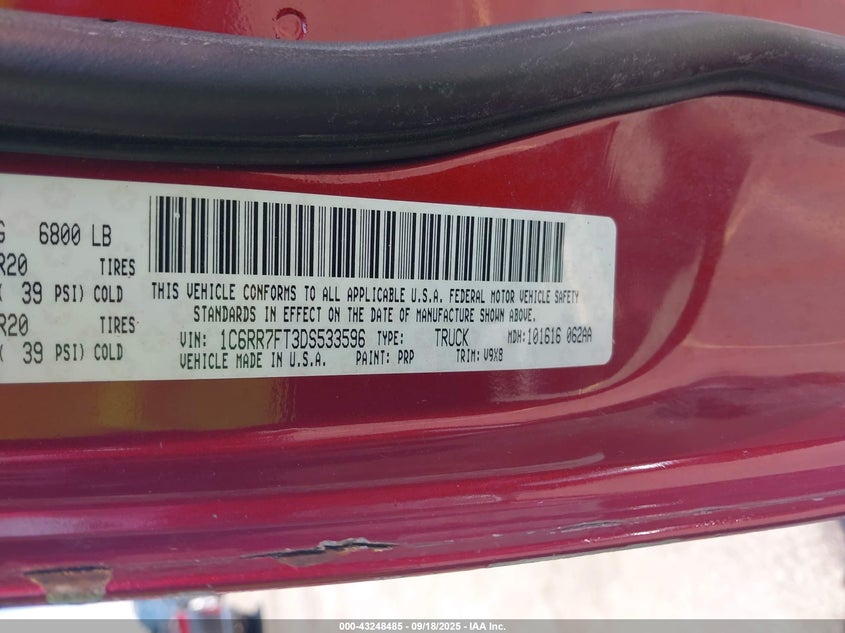 G 6800 LB
R20 TIRES
( 39 PSI) COLD
R20 TIRES
( 39 PSI) COLD
THIS VEHICLE CONFORMS TO ALL APPLICABLE U.S.A. FEDERAL MOTOR VEHICLE SAFETY
STANDARDS IN EFFECT ON THE DATE OF MANUFACTURE SHOWN ABOVE.
VIN: 1C6RR7FT3DS533596 TYPE: TRUCK MDH:101616 062AA
VEHICLE MADE IN U.S.A. PAINT: PRP TRIM: V9X8
000-43248485 - 09/18/2025 - IAA Inc.